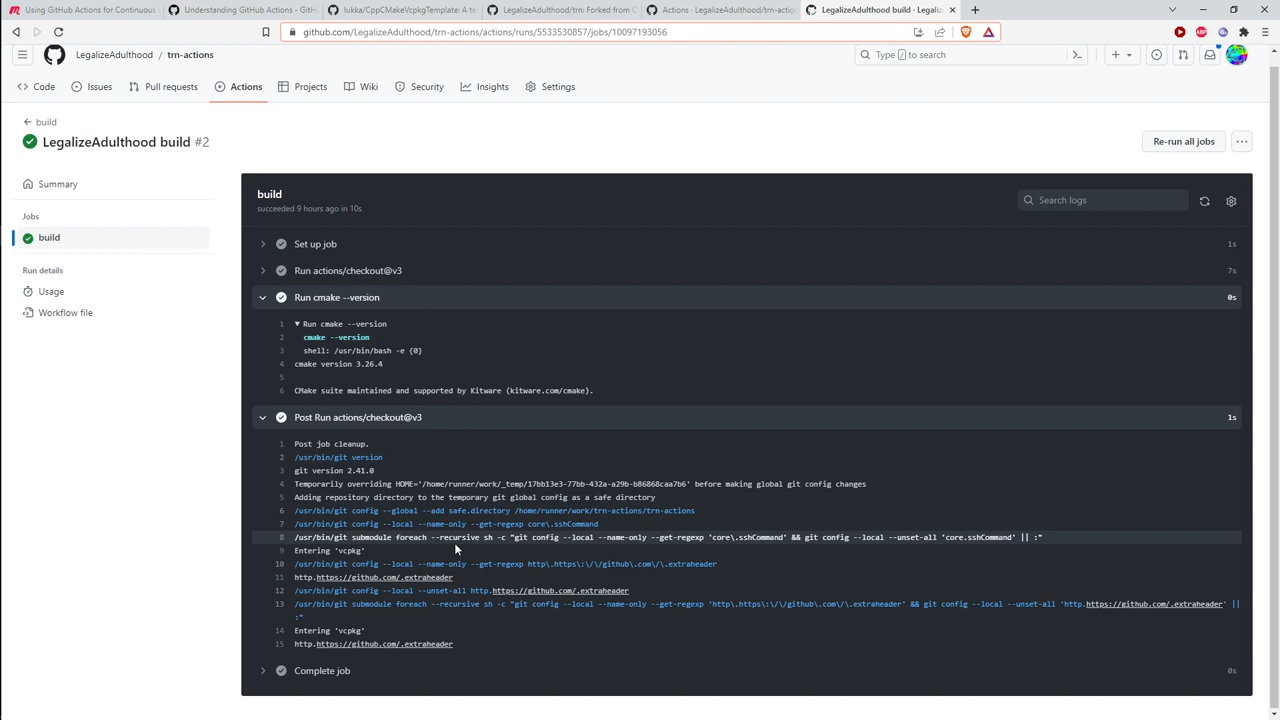 Using GitHub Actions for Continuous
Understanding GitHub Actions - GitH
lukka/CppCMakeVcpkgTemplate: A te
LegalizeAdulthood/trn: Forked from C
Actions · LegalizeAdulthood/trn-actio
LegalizeAdulthood build · Legaliz
github.com/LegalizeAdulthood/trn-actions/actions/runs/5533530857/jobs/10097193056
LegalizeAdulthood / trn-actions
Type / to search
Code
Issues
Pull requests
Actions
Projects
Wiki
Security
Insights
Settings
build
LegalizeAdulthood build #2
Re-run all jobs
Summary
Jobs
build
Run details
Usage
Workflow file
build
succeeded 9 hours ago in 10s
Search logs
Set up job 1s
Run actions/checkout@v3 7s
Run cmake --version 0s
1 ▼ Run cmake --version
2 cmake --version
3 shell: /usr/bin/bash -e {0}
4 cmake version 3.26.4
5
6 CMake suite maintained and supported by Kitware (kitware.com/cmake).
Post Run actions/checkout@v3 1s
1 Post job cleanup.
2 /usr/bin/git version
3 git version 2.41.0
4 Temporarily overriding HOME='/home/runner/work/_temp/17bb13e3-77bb-432a-a29b-b86868caa7b6' before making global git config changes
5 Adding repository directory to the temporary git global config as a safe directory
6 /usr/bin/git config --global --add safe.directory /home/runner/work/trn-actions/trn-actions
7 /usr/bin/git config --local --name-only --get-regexp core\.sshCommand
8 /usr/bin/git submodule foreach --recursive sh -c "git config --local --name-only --get-regexp 'core\.sshCommand' && git config --local --unset-all 'core.sshCommand' || :"
9 Entering 'vcpkg'
10 /usr/bin/git config --local --name-only --get-regexp http\.https\:\/\/github\.com\/\.extraheader
11 http.https://github.com/.extraheader
12 /usr/bin/git config --local --unset-all http.https://github.com/.extraheader
13 /usr/bin/git submodule foreach --recursive sh -c "git config --local --name-only --get-regexp 'http\.https\:\/\/github\.com\/\.extraheader' && git config --local --unset-all 'http.https://github.com/.extraheader' ||
:"
14 Entering 'vcpkg'
15 http.https://github.com/.extraheader
Complete job 0s